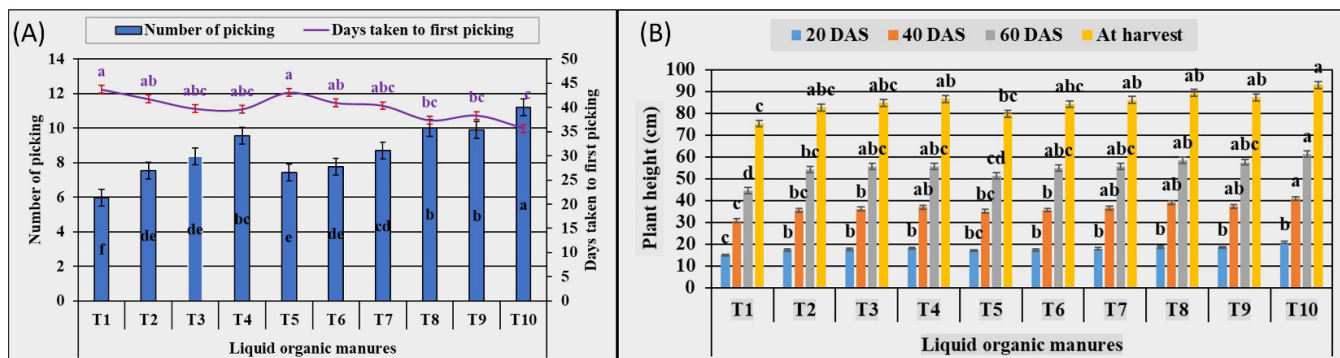 (A)
Number of picking
Days taken to first picking
Number of picking
14
12
10
8
6
4
2
0
a ab abc abc a ab abc bc bc c
f de de bc e de cd b b a
50
45
40
35
30
25
20
15
10
5
0
Days taken to first picking
T1 T2 T3 T4 T5 T6 T7 T8 T9 T10
Liquid organic manures
(B)
20 DAS 40 DAS 60 DAS At harvest
Plant height (cm)
100
90
80
70
60
50
40
30
20
10
0
c abc abc ab bc abc abc ab abc a
d bc abc abc cd abc abc ab abc a
c bc b ab bc b ab ab ab a
c b b b bc b b b b b
T1 T2 T3 T4 T5 T6 T7 T8 T9 T10
Liquid organic manures